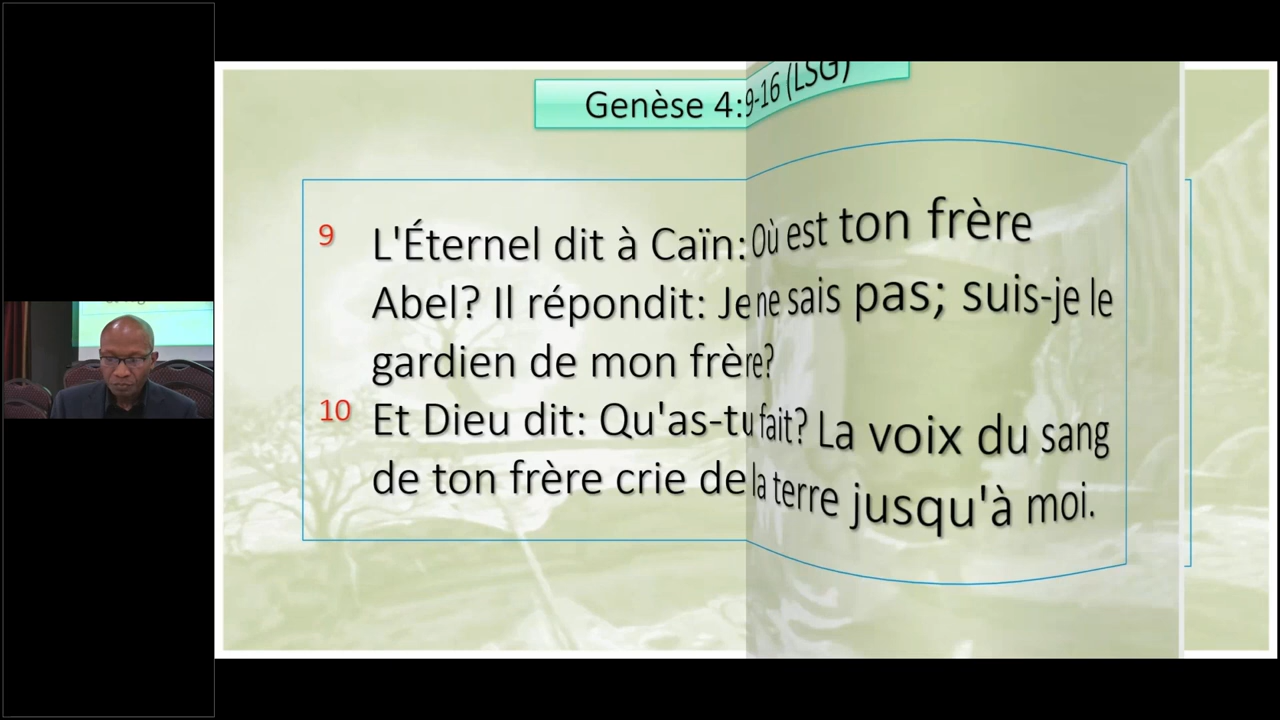 Genèse 4:9-16 (LSG)
9 L'Éternel dit à Caïn: Où est ton frère
Abel? Il répondit: Je ne sais pas; suis-je le
gardien de mon frère?
10 Et Dieu dit: Qu'as-tu fait? La voix du sang
de ton frère crie de la terre jusqu'à moi.